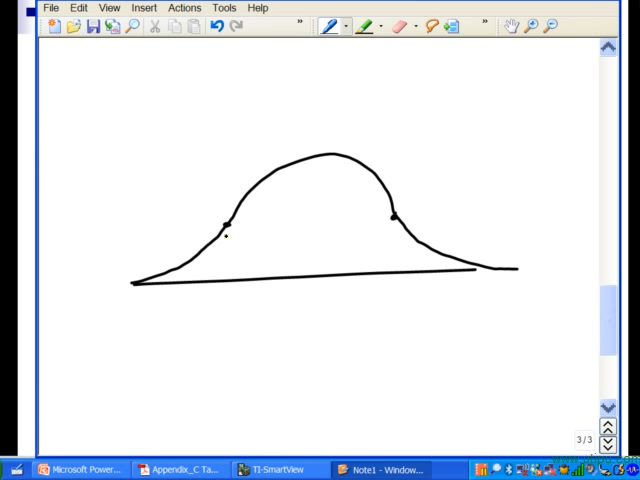 File Edit View Insert Actions Tools Help
» »
3/3
Microsoft Power... Appendix_C Ta... TI-SmartView Note1 - Window...